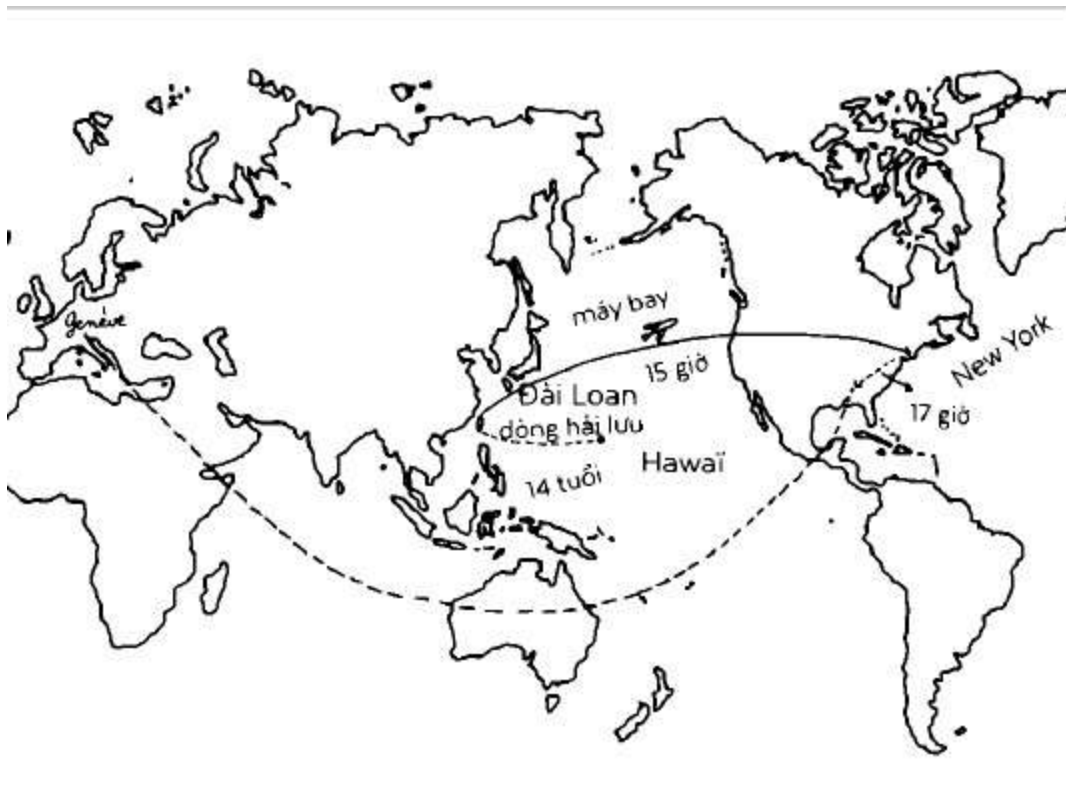 Genève
máy bay
15 giờ
New York
Đài Loan
17 giờ
dòng hải lưu
Hawaï
14 tuổi